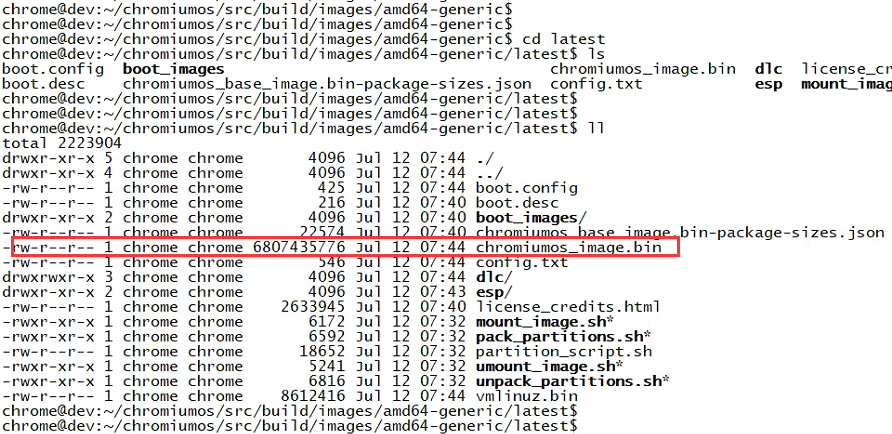 chrome@dev:~/chromiumos/src/build/images/amd64-generic$
chrome@dev:~/chromiumos/src/build/images/amd64-generic$
chrome@dev:~/chromiumos/src/build/images/amd64-generic$ cd latest
chrome@dev:~/chromiumos/src/build/images/amd64-generic/latest$ ls
boot.config  boot_images                                     chromiumos_image.bin  dlc  license_cr
boot.desc    chromiumos_base_image.bin-package-sizes.json  config.txt            esp  mount_ima
chrome@dev:~/chromiumos/src/build/images/amd64-generic/latest$
chrome@dev:~/chromiumos/src/build/images/amd64-generic/latest$
chrome@dev:~/chromiumos/src/build/images/amd64-generic/latest$ ll
total 2223904
drwxr-xr-x 5 chrome chrome       4096 Jul 12 07:44 ./
drwxr-xr-x 4 chrome chrome       4096 Jul 12 07:44 ../
-rw-r--r-- 1 chrome chrome        425 Jul 12 07:44 boot.config
-rw-r--r-- 1 chrome chrome        216 Jul 12 07:40 boot.desc
drwxr-xr-x 2 chrome chrome       4096 Jul 12 07:40 boot_images/
-rw-r--r-- 1 chrome chrome      22574 Jul 12 07:40 chromiumos_base_image.bin-package-sizes.json
-rw-r--r-- 1 chrome chrome 6807435776 Jul 12 07:44 chromiumos_image.bin
-rw-r--r-- 1 chrome chrome        546 Jul 12 07:44 config.txt
drwxrwxr-x 3 chrome chrome       4096 Jul 12 07:44 dlc/
drwxr-xr-x 2 chrome chrome       4096 Jul 12 07:43 esp/
-rw-r--r-- 1 chrome chrome    2633945 Jul 12 07:40 license_credits.html
-rwxr-xr-x 1 chrome chrome       6172 Jul 12 07:32 mount_image.sh*
-rwxr-xr-x 1 chrome chrome       6592 Jul 12 07:32 pack_partitions.sh*
-rw-r--r-- 1 chrome chrome      18652 Jul 12 07:32 partition_script.sh
-rwxr-xr-x 1 chrome chrome       5241 Jul 12 07:32 umount_image.sh*
-rwxr-xr-x 1 chrome chrome       6816 Jul 12 07:32 unpack_partitions.sh*
-rw-r--r-- 1 chrome chrome    8612416 Jul 12 07:44 vmlinuz.bin
chrome@dev:~/chromiumos/src/build/images/amd64-generic/latest$
chrome@dev:~/chromiumos/src/build/images/amd64-generic/latest$